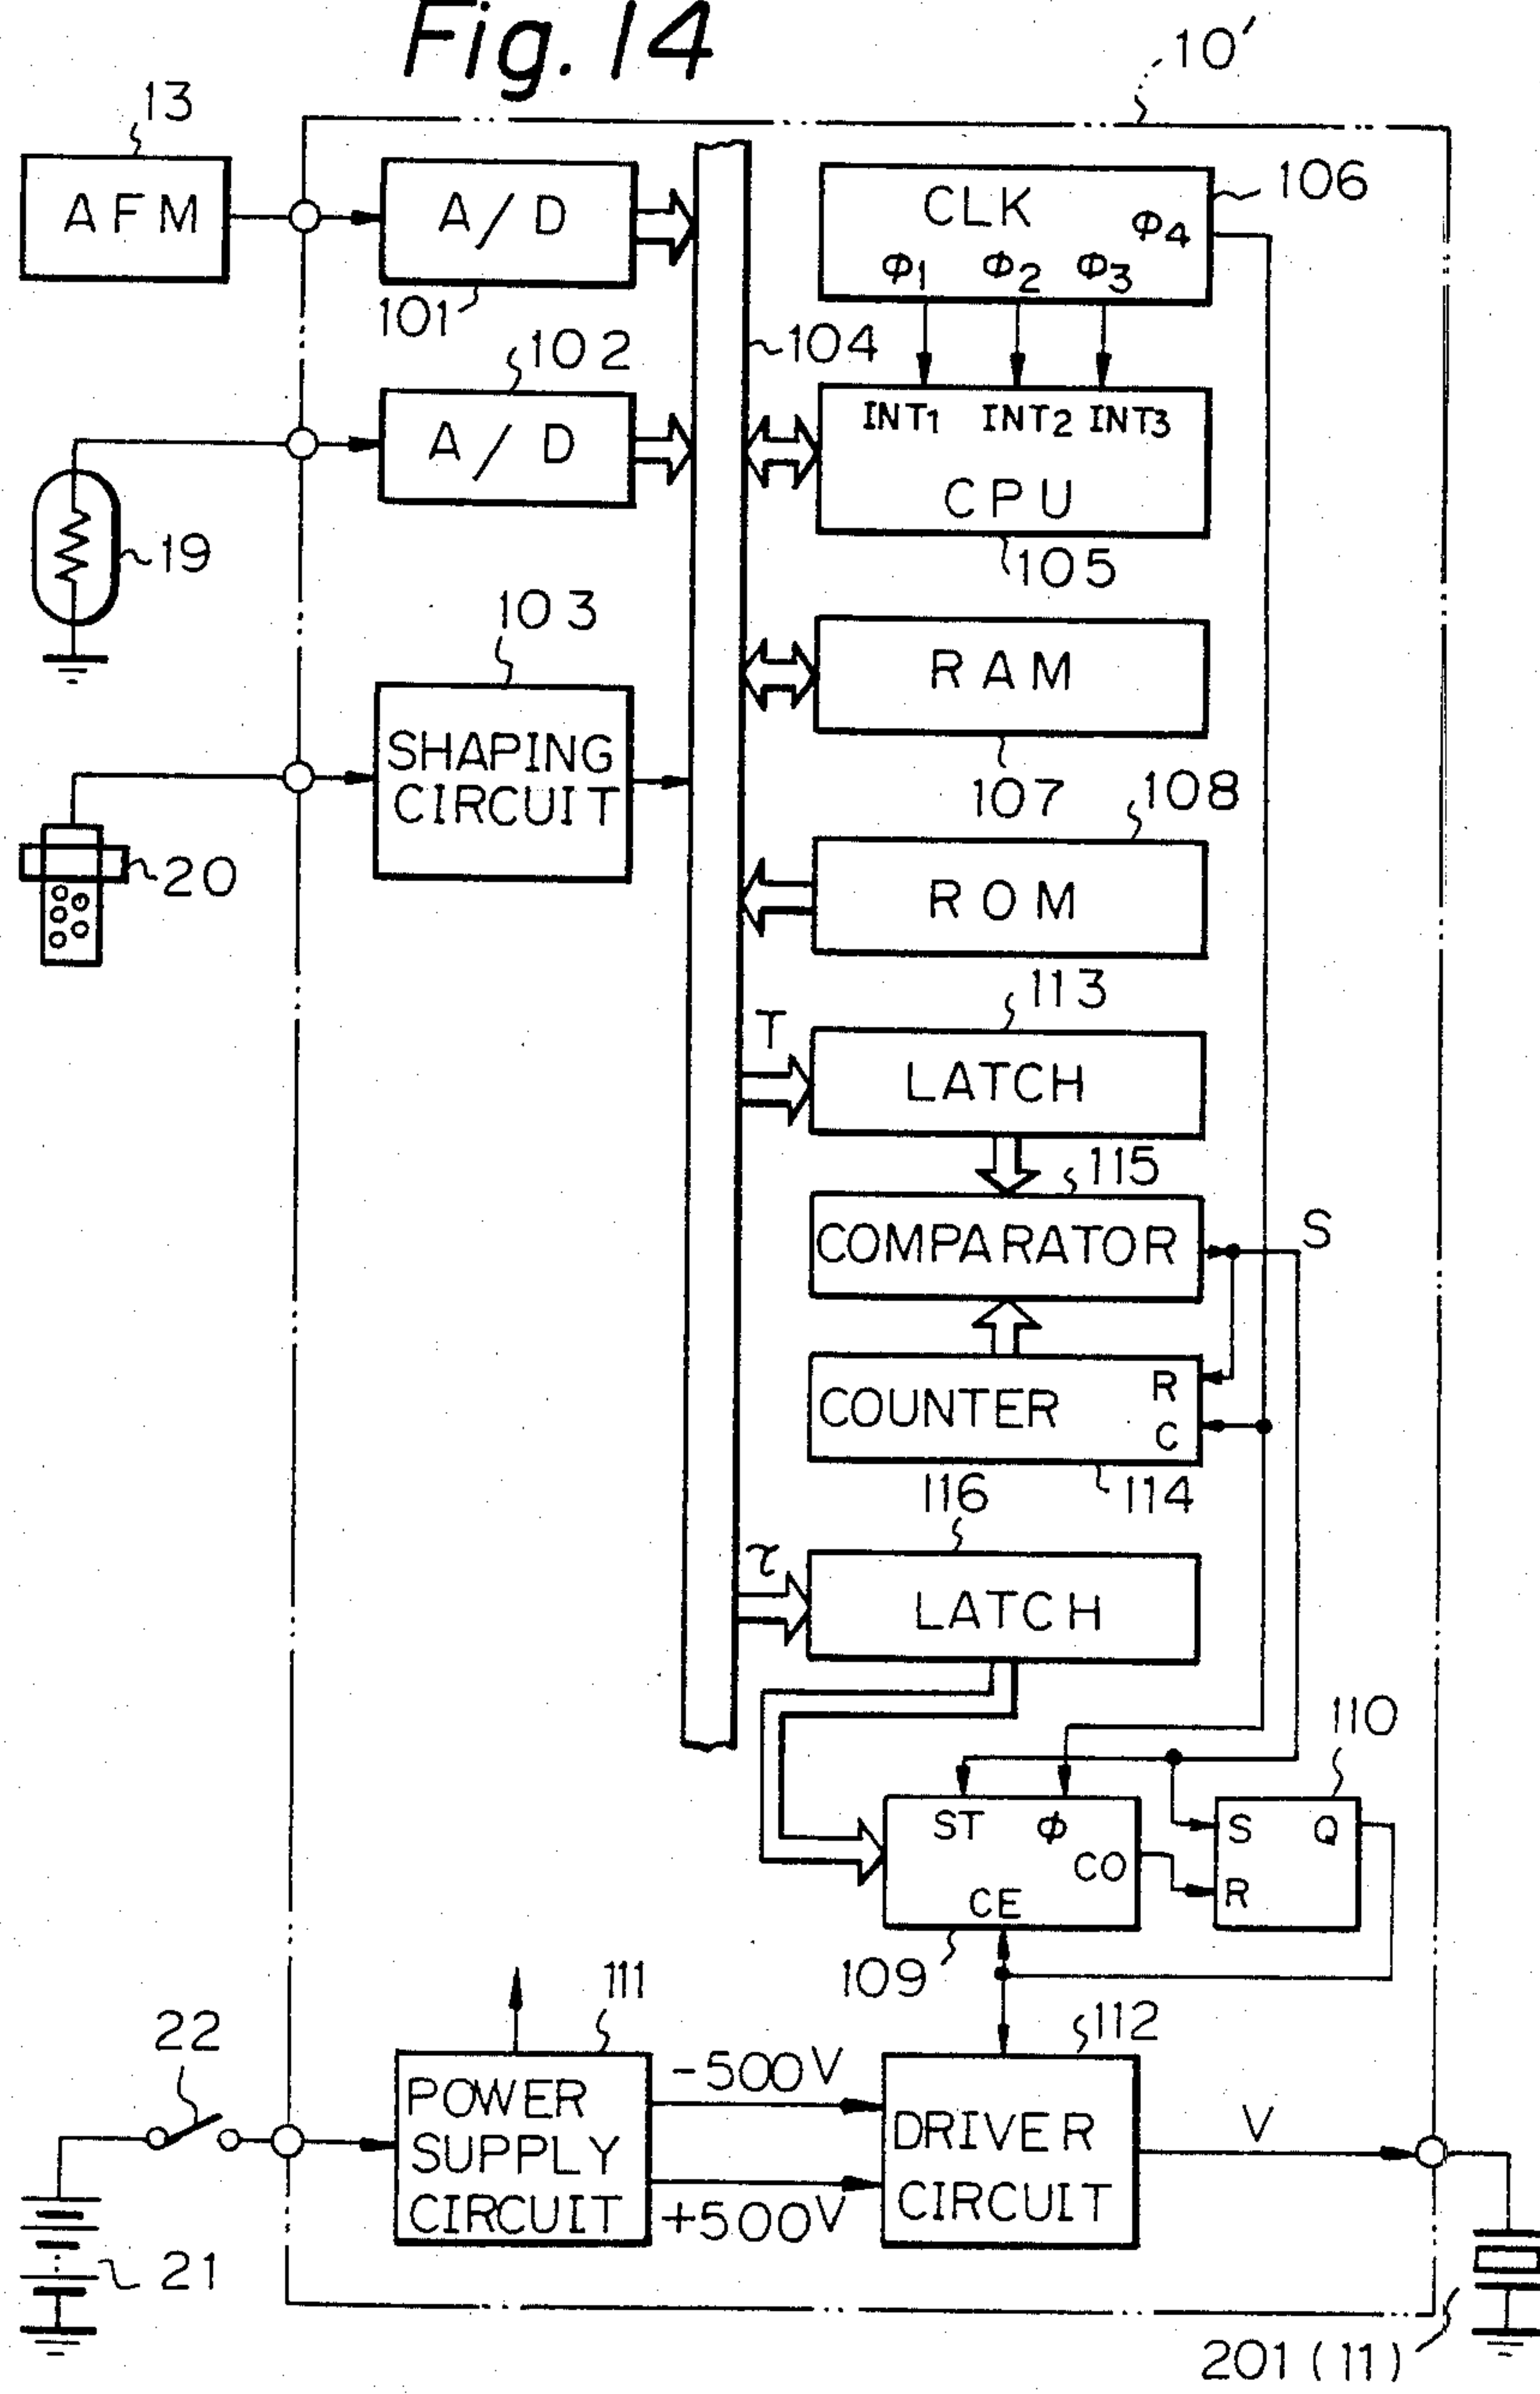 Fig. 14
10′
13
AFM
A/D
101
CLK
Φ4
Φ1 Φ2 Φ3
106
102
104
A/D
INT1 INT2 INT3
CPU
105
19
103
RAM
107
SHAPING
CIRCUIT
108
20
ROM
113
T
LATCH
115
COMPARATOR
S
COUNTER
R
C
114
116
τ
LATCH
110
ST Φ
CO
CE
S Q
R
109
111
112
22
POWER
SUPPLY
CIRCUIT
-500V
+500V
DRIVER
CIRCUIT
V
21
201 (11)